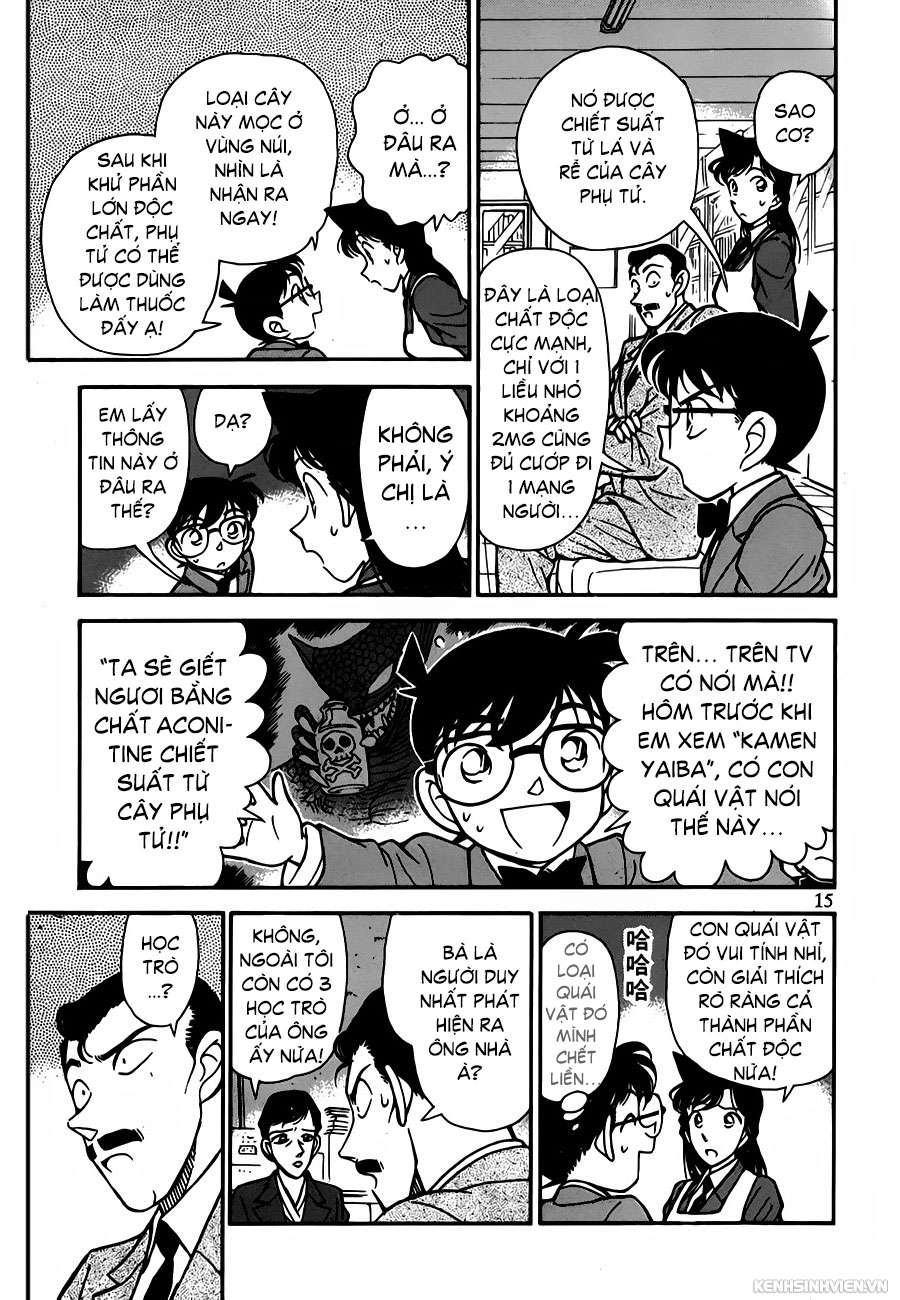 SAO
CƠ?
NÓ ĐƯỢC
CHIẾT SUẤT
TỪ LÁ VÀ
RỄ CỦA CÂY
PHỤ TỬ.
ĐÂY LÀ LOẠI
CHẤT ĐỘC
CỰC MẠNH,
CHỈ VỚI 1
LIỀU NHỎ
KHOẢNG
2MG CŨNG
ĐỦ CƯỚP ĐI
1 MẠNG
NGƯỜI...
Ở... Ở
ĐÂU RA
MÀ...?
LOẠI CÂY
NÀY MỌC Ở
VÙNG NÚI,
NHÌN LÀ
NHẬN RA
NGAY!
SAU KHI
KHỬ PHẦN
LỚN ĐỘC
CHẤT, PHỤ
TỬ CÓ THỂ
ĐƯỢC DÙNG
LÀM THUỐC
ĐẤY Ạ!
KHÔNG
PHẢI, Ý
CHỊ LÀ
...
DẠ?
EM LẤY
THÔNG
TIN NÀY Ở
ĐÂU RA
THẾ?
TRÊN... TRÊN TV
CÓ NÓI MÀ!!
HÔM TRƯỚC KHI
EM XEM "KAMEN
YAIBA", CÓ CON
QUÁI VẬT NÓI
THẾ NÀY...
"TA SẼ GIẾT
NGƯƠI BẰNG
CHẤT ACONI-
TINE CHIẾT
SUẤT TỪ
CÂY PHỤ
TỬ!!"
15
CON QUÁI VẬT
ĐÓ VUI TÍNH NHỈ,
CÒN GIẢI THÍCH
RÕ RÀNG CẢ
THÀNH PHẦN
CHẤT ĐỘC
NỮA!
哈哈哈
CÓ
LOẠI
QUÁI
VẬT ĐÓ
MÌNH
CHẾT
LIỀN...
BÀ LÀ
NGƯỜI DUY
NHẤT PHÁT
HIỆN RA
ÔNG NHÀ
À?
KHÔNG,
NGOÀI TÔI
CÒN CÓ 3
HỌC TRÒ
CỦA ÔNG
ẤY NỮA!
HỌC
TRÒ
...?
KENHSINHVIEN.VN